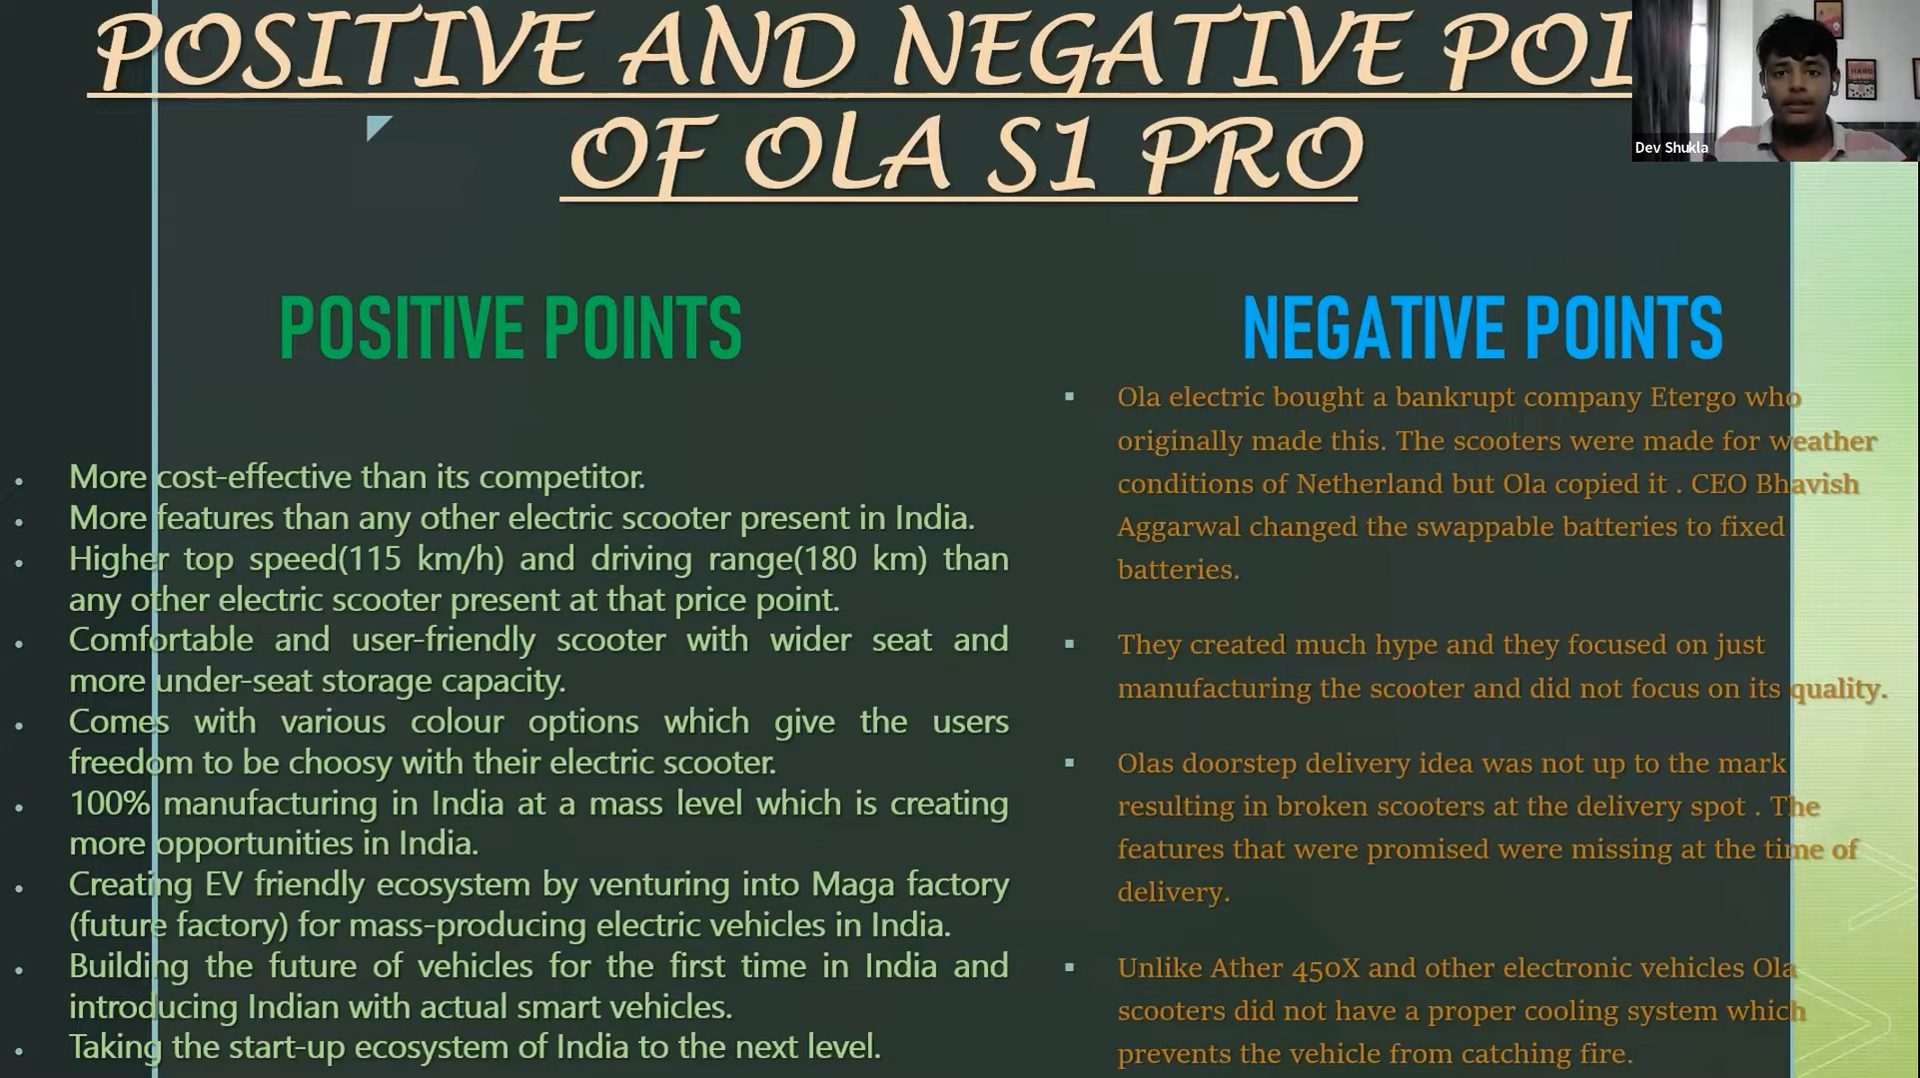 POSITIVE AND NEGATIVE POI
OF OLA S1 PRO
HARD
Dev Shukla
POSITIVE POINTS
More cost-effective than its competitor.
More features than any other electric scooter present in India.
Higher top speed(115 km/h) and driving range(180 km) than
any other electric scooter present at that price point.
Comfortable and user-friendly scooter with wider seat and
more under-seat storage capacity.
Comes with various colour options which give the users
freedom to be choosy with their electric scooter.
100% manufacturing in India at a mass level which is creating
more opportunities in India.
Creating EV friendly ecosystem by venturing into Maga factory
(future factory) for mass-producing electric vehicles in India.
Building the future of vehicles for the first time in India and
introducing Indian with actual smart vehicles.
Taking the start-up ecosystem of India to the next level.
NEGATIVE POINTS
Ola electric bought a bankrupt company Etergo who
originally made this. The scooters were made for weather
conditions of Netherland but Ola copied it . CEO Bhavish
Aggarwal changed the swappable batteries to fixed
batteries.
They created much hype and they focused on just
manufacturing the scooter and did not focus on its quality.
Olas doorstep delivery idea was not up to the mark
resulting in broken scooters at the delivery spot . The
features that were promised were missing at the time of
delivery.
Unlike Ather 450X and other electronic vehicles Ola
scooters did not have a proper cooling system which
prevents the vehicle from catching fire.